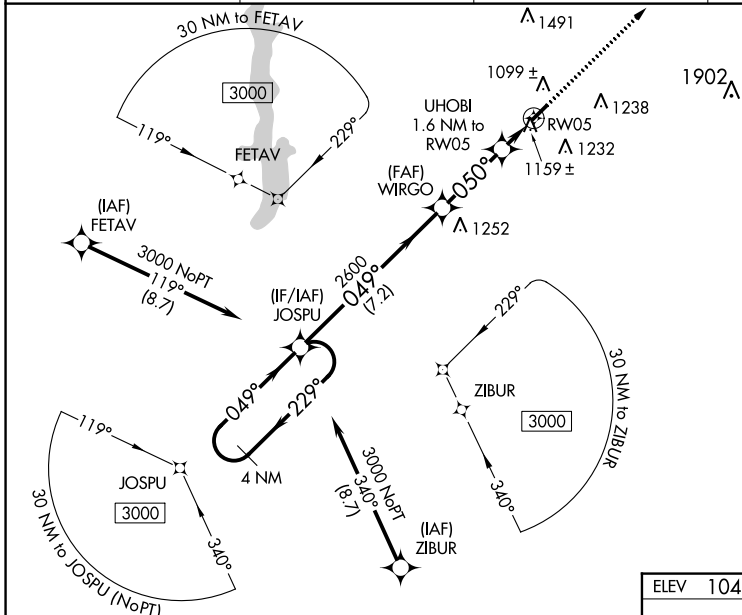 30 NM to FETAV
3000
119°
229°
FETAV
1491
1099 ±
1902
1238
UHOBI
1.6 NM to
RW05
RW05
1232
1159 ±
050°
(FAF)
WIRGO
1252
(IAF)
FETAV
3000 NoPT
119°
(8.7)
2600
049°
(7.2)
(IF/IAF)
JOSPU
049°
229°
4 NM
229°
ZIBUR
3000
340°
30 NM to ZIBUR
119°
JOSPU
3000
340°
30 NM to JOSPU (NoPT)
3000 NoPT
340°
(8.7)
(IAF)
ZIBUR
ELEV 104